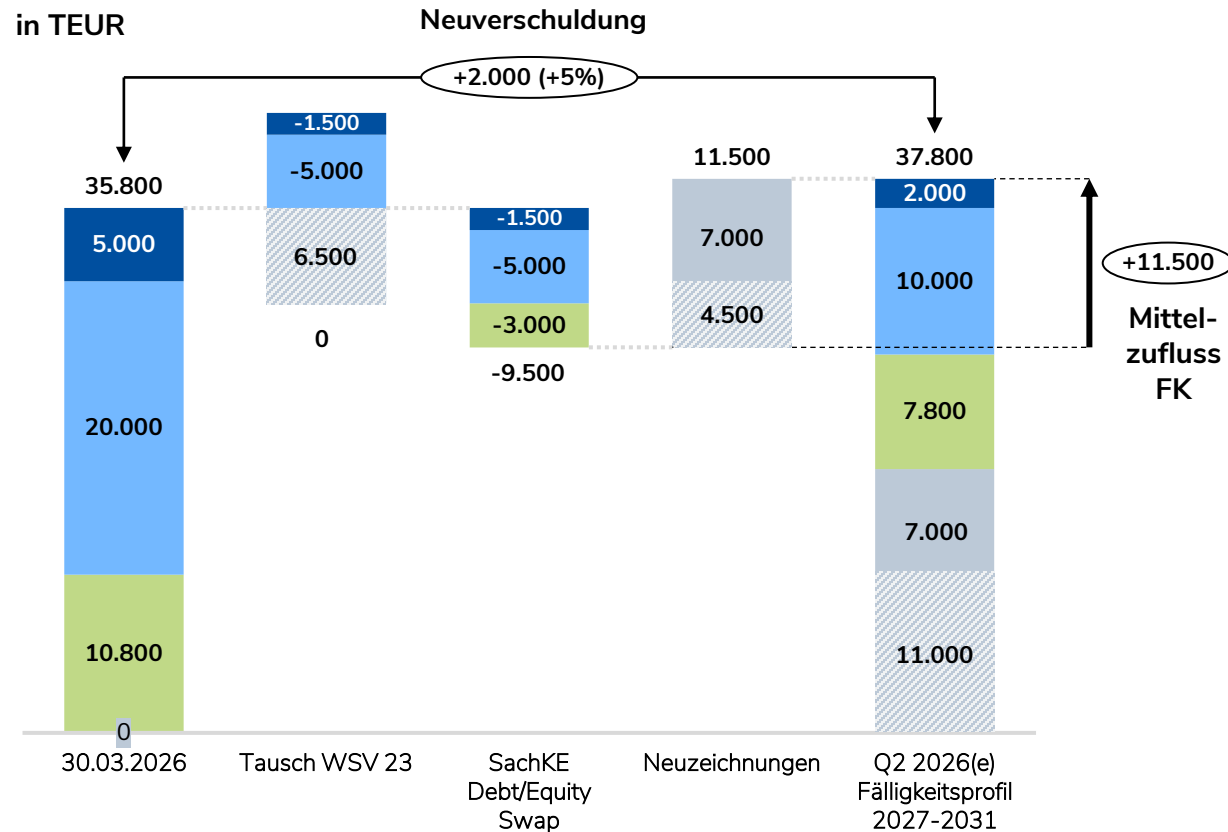 in TEUR
Neuverschuldung
+2.000 (+5%)
35.800
5.000
20.000
10.800
0
-1.500
-5.000
6.500
0
-1.500
-5.000
-3.000
-9.500
11.500
7.000
4.500
37.800
2.000
10.000
7.800
7.000
11.000
+11.500
Mittel-
zufluss
FK
30.03.2026
Tausch WSV 23
SachKE
Debt/Equity
Swap
Neuzeichnungen
Q2 2026(e)
Fälligkeitsprofil
2027-2031